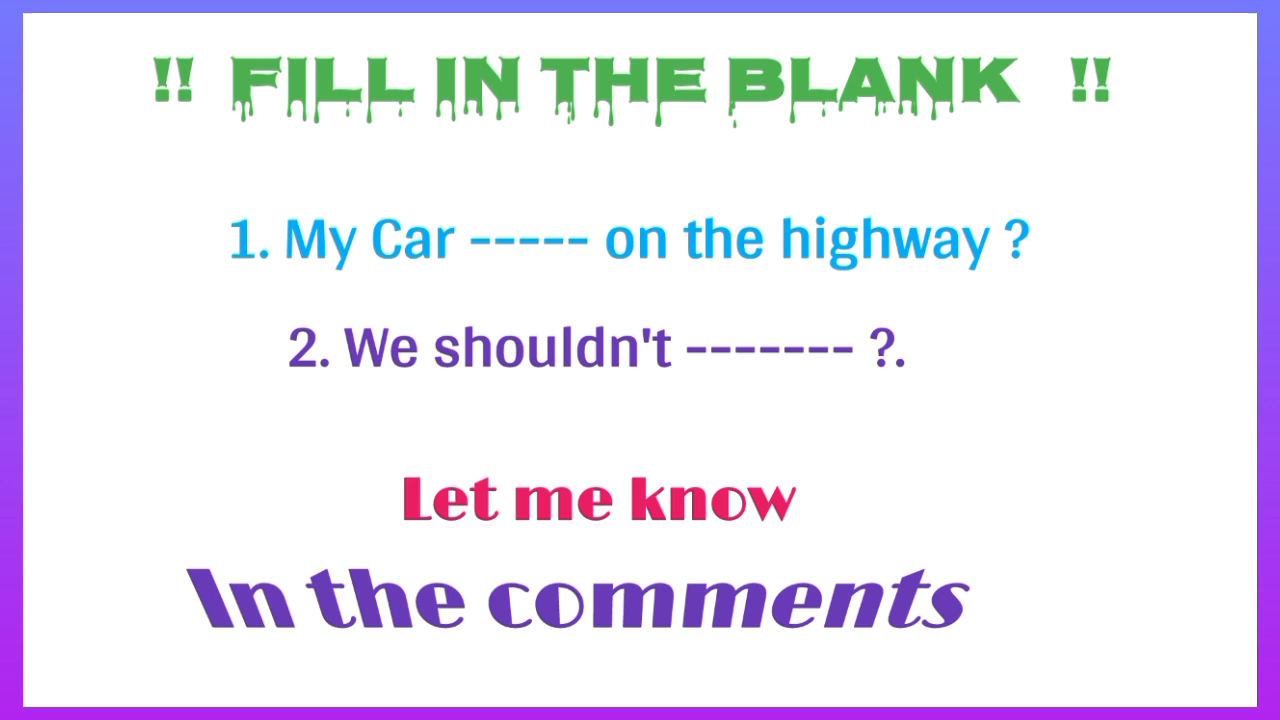 !! FILL IN THE BLANK !!
1. My Car ----- on the highway ?
2. We shouldn't ------- ?.
Let me know
In the comments